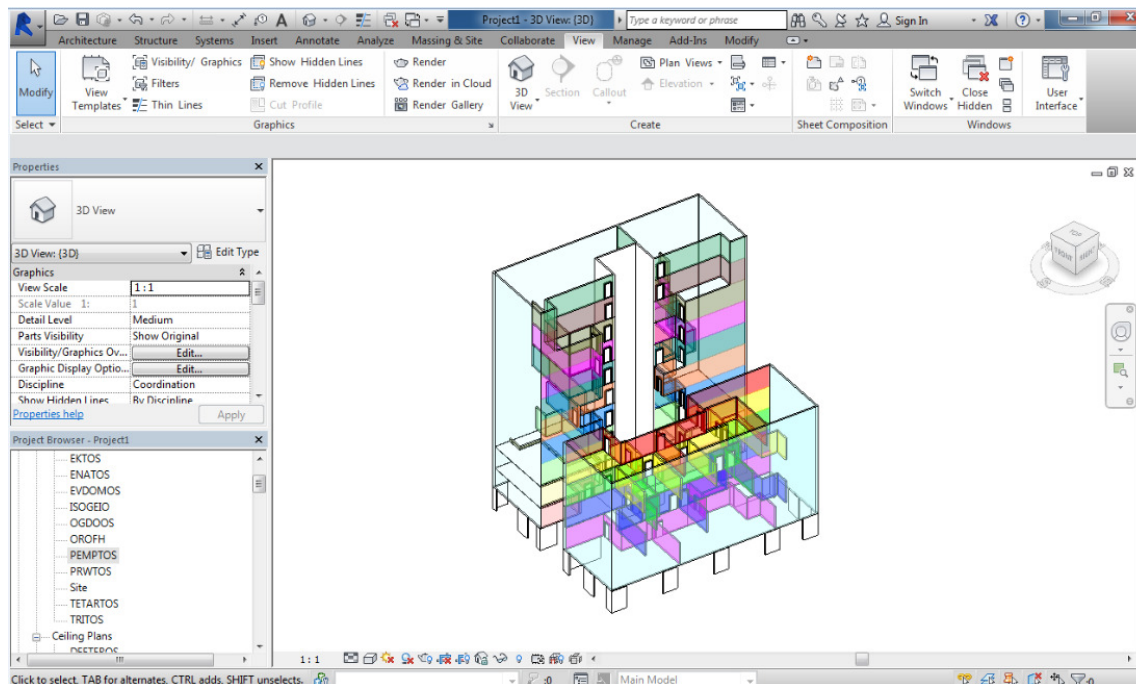 Project1 - 3D View: {3D}
Type a keyword or phrase
Sign In
Architecture Structure Systems Insert Annotate Analyze Massing & Site Collaborate View Manage Add-Ins Modify
Modify
View Templates
Visibility/ Graphics
Filters
Thin Lines
Show Hidden Lines
Remove Hidden Lines
Cut Profile
Render
Render in Cloud
Render Gallery
3D View
Section
Callout
Plan Views
Elevation
Switch Windows
Close Hidden
User Interface
Select
Graphics
Create
Sheet Composition
Windows
Properties
3D View
3D View: {3D}
Edit Type
Graphics
View Scale 1 : 1
Scale Value 1: 1
Detail Level Medium
Parts Visibility Show Original
Visibility/Graphics Ov... Edit...
Graphic Display Optio... Edit...
Discipline Coordination
Show Hidden Lines By Discipline
Properties help
Apply
Project Browser - Project1
EKTOS
ENATOS
EVDOMOS
ISOGEIO
OGDOOS
OROFH
PEMPTOS
PRWTOS
Site
TETARTOS
TRITOS
Ceiling Plans
DEFTEROS
1 : 1
Click to select, TAB for alternates, CTRL adds, SHIFT unselects.
:0
Main Model
:0